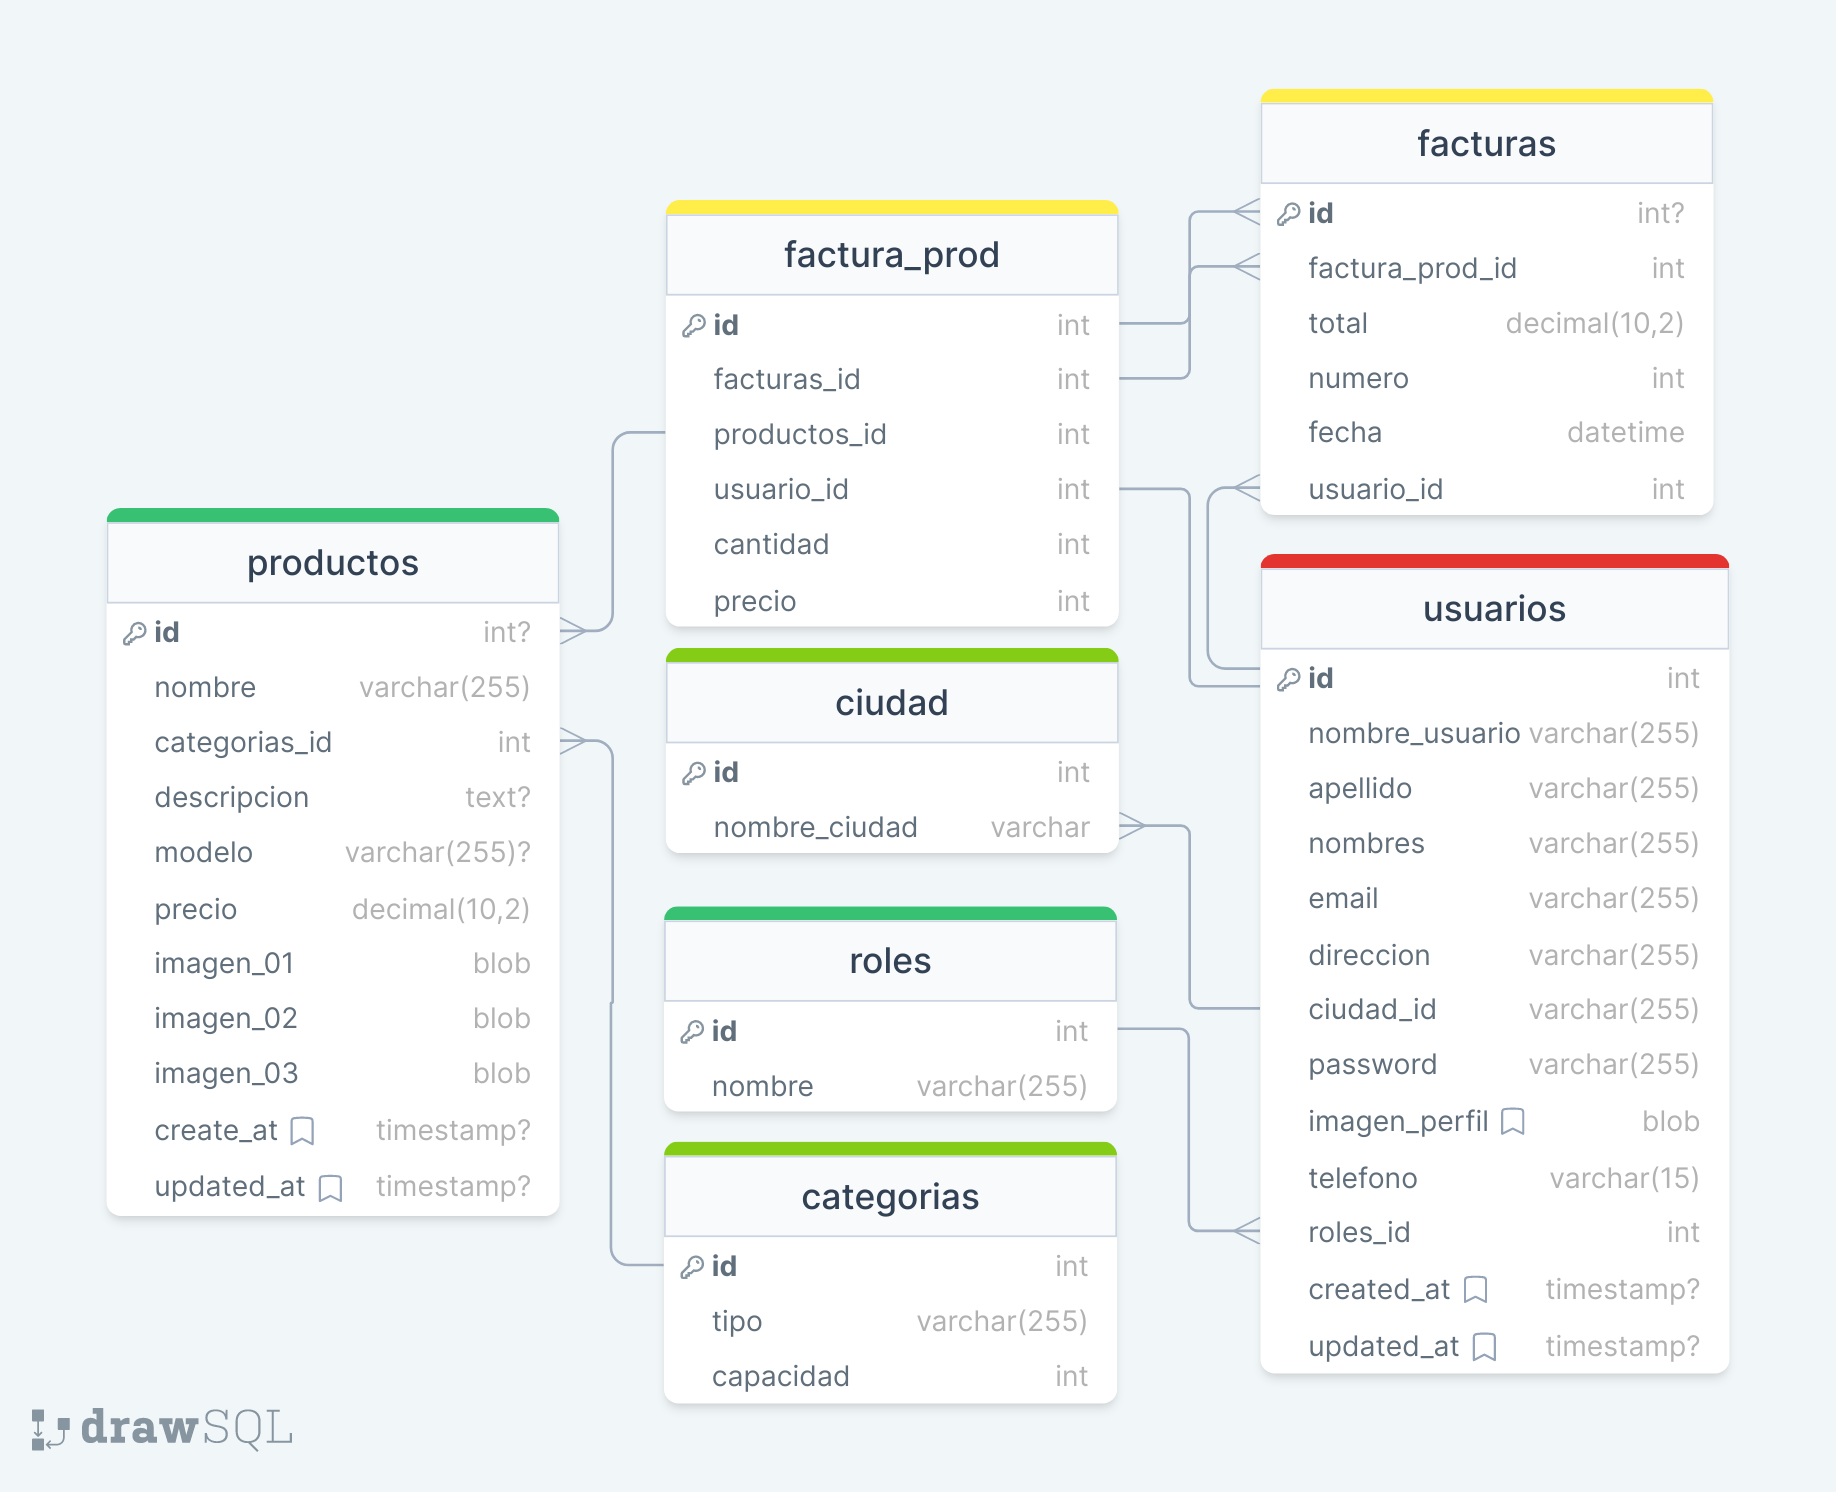 facturas
id int?
factura_prod_id int
total decimal(10,2)
numero int
fecha datetime
usuario_id int
factura_prod
id int
facturas_id int
productos_id int
usuario_id int
cantidad int
precio int
productos
id int?
nombre varchar(255)
categorias_id int
descripcion text?
modelo varchar(255)?
precio decimal(10,2)
imagen_01 blob
imagen_02 blob
imagen_03 blob
create_at timestamp?
updated_at timestamp?
ciudad
id int
nombre_ciudad varchar
roles
id int
nombre varchar(255)
categorias
id int
tipo varchar(255)
capacidad int
usuarios
id int
nombre_usuario varchar(255)
apellido varchar(255)
nombres varchar(255)
email varchar(255)
direccion varchar(255)
ciudad_id varchar(255)
password varchar(255)
imagen_perfil blob
telefono varchar(15)
roles_id int
created_at timestamp?
updated_at timestamp?
drawSQL